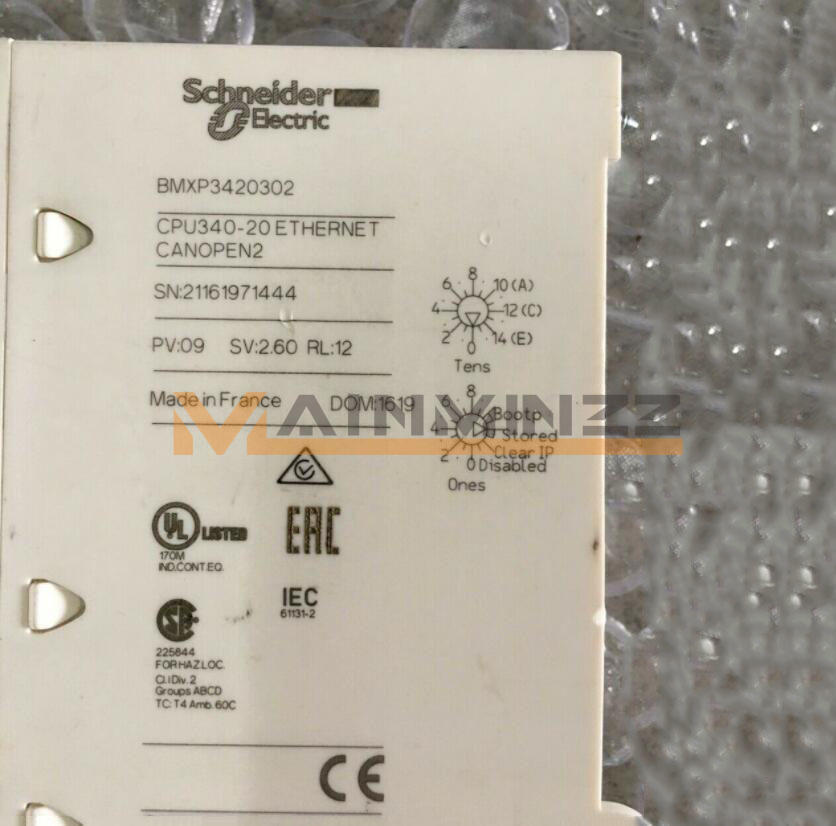 Schneider
Electric
BMXP3420302
CPU340-20 ETHERNET
CANOPEN2
SN:21161971444
PV:09 SV:2.60 RL:12
Made in France DOM:1619
8
6 10(A)
4 12(C)
2 14(E)
0
Tens
8
6 Bootp
4 Stored
2 Clear IP
0 Disabled
Ones
MAINYINZZ
UL LISTED
170M
IND.CONT.EQ.
EAC
IEC
61131-2
225844
FOR HAZ.LOC.
Cl.I Div. 2
Groups ABCD
TC: T4 Amb. 60C
CE